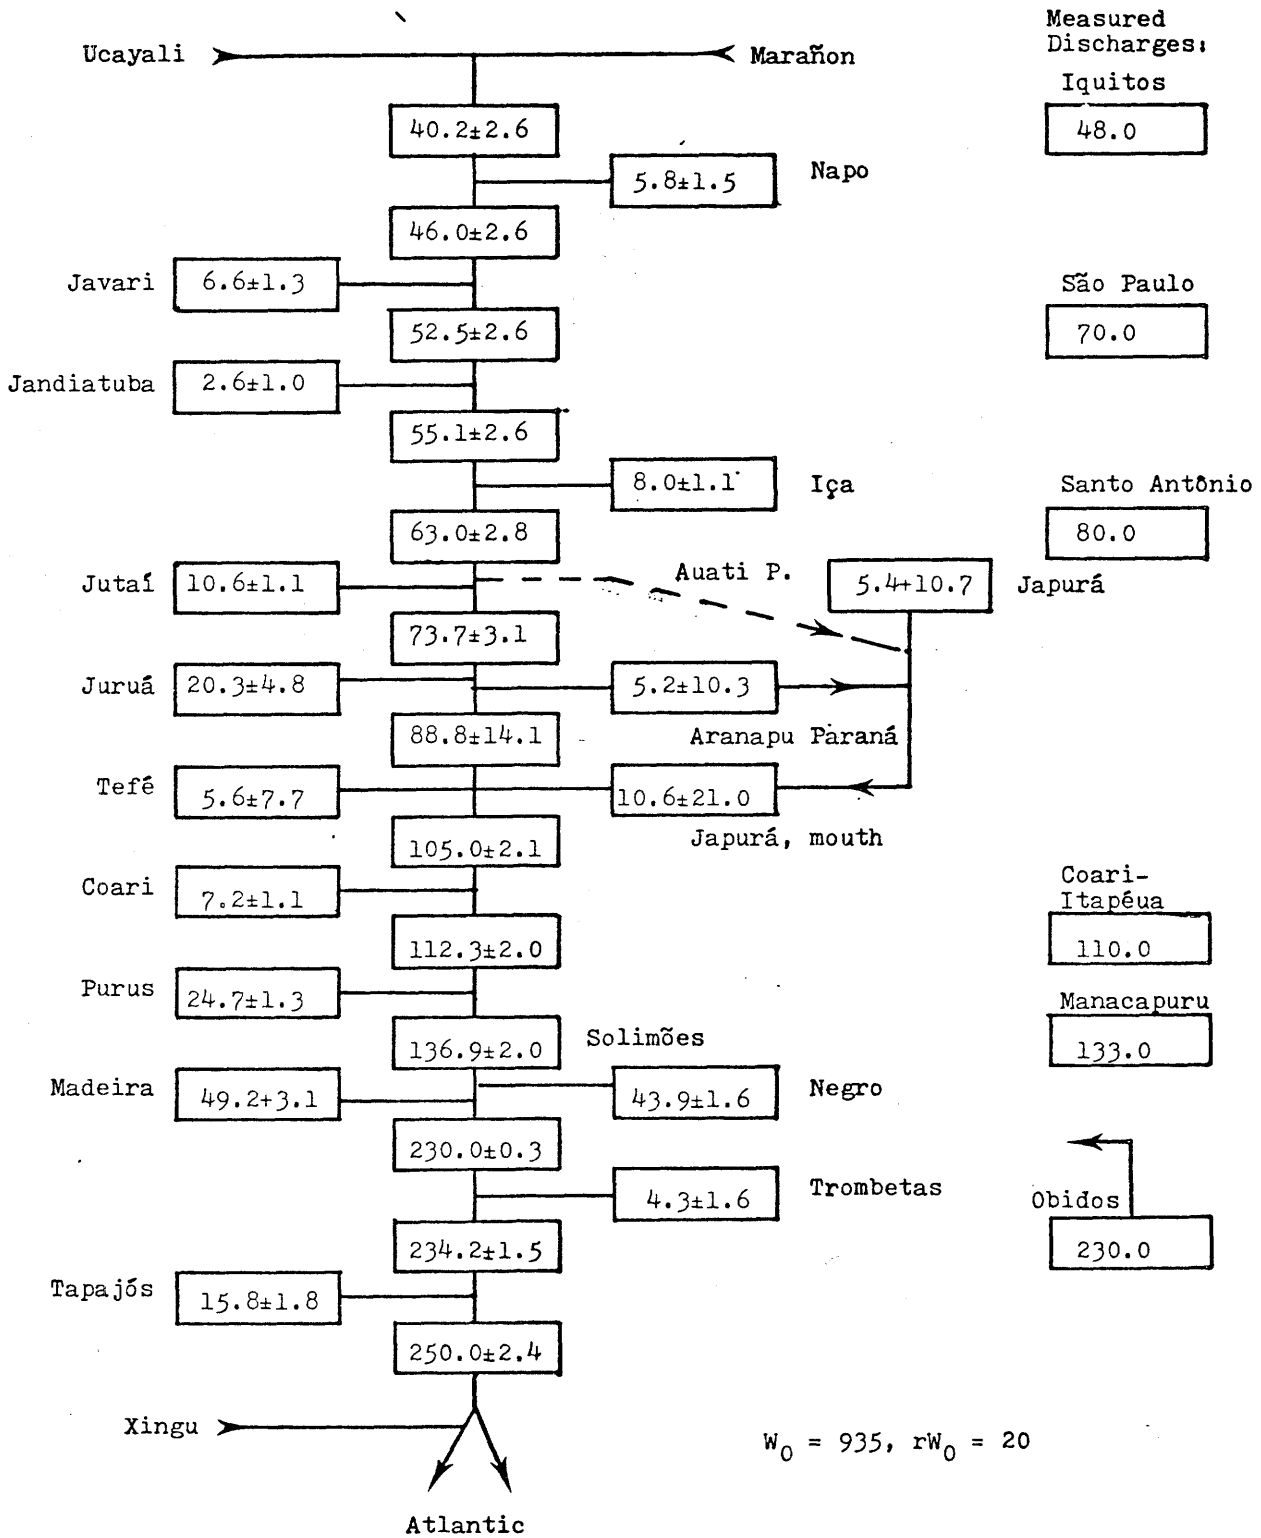 Measured
Discharges:
Ucayali
Marañon
Iquitos
40.2±2.6
48.0
Napo
5.8±1.5
46.0±2.6
Javari
6.6±1.3
São Paulo
52.5±2.6
70.0
Jandiatuba
2.6±1.0
55.1±2.6
8.0±1.1
Iça
Santo Antônio
63.0±2.8
80.0
Jutaí
10.6±1.1
Auati P.
5.4+10.7
Japurá
73.7±3.1
Juruá
20.3±4.8
5.2±10.3
88.8±14.1
Aranapu Paraná
Tefé
5.6±7.7
10.6±21.0
Japurá, mouth
105.0±2.1
Coari
7.2±1.1
Coari-
Itapéua
112.3±2.0
110.0
Purus
24.7±1.3
Manacapuru
136.9±2.0
Solimões
133.0
Madeira
49.2+3.1
43.9±1.6
Negro
230.0±0.3
4.3±1.6
Trombetas
Obidos
234.2±1.5
230.0
Tapajós
15.8±1.8
250.0±2.4
Xingu
W₀ = 935, rW₀ = 20
Atlantic